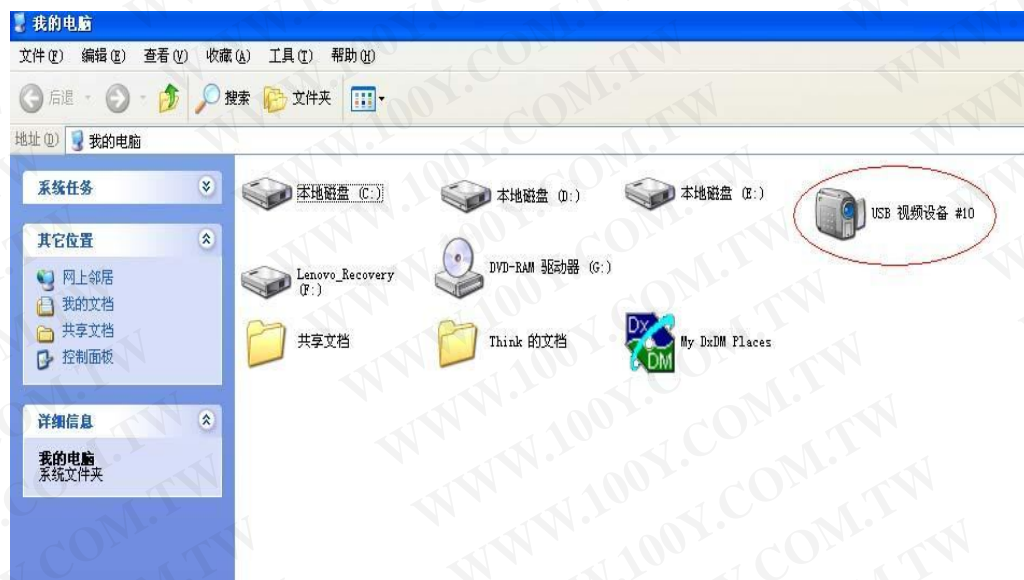 我的电脑
文件(F) 编辑(E) 查看(V) 收藏(A) 工具(T) 帮助(H)
后退 搜索 文件夹
地址(D) 我的电脑
系统任务
其它位置
网上邻居
我的文档
共享文档
控制面板
详细信息
我的电脑
系统文件夹
本地磁盘 (C:)
本地磁盘 (D:)
本地磁盘 (E:)
USB 视频设备 #10
Lenovo_Recovery
(F:)
DVD-RAM 驱动器 (G:)
共享文档
Think 的文档
Dx
DM
My DxDM Places
WWW.100Y.COM.TW